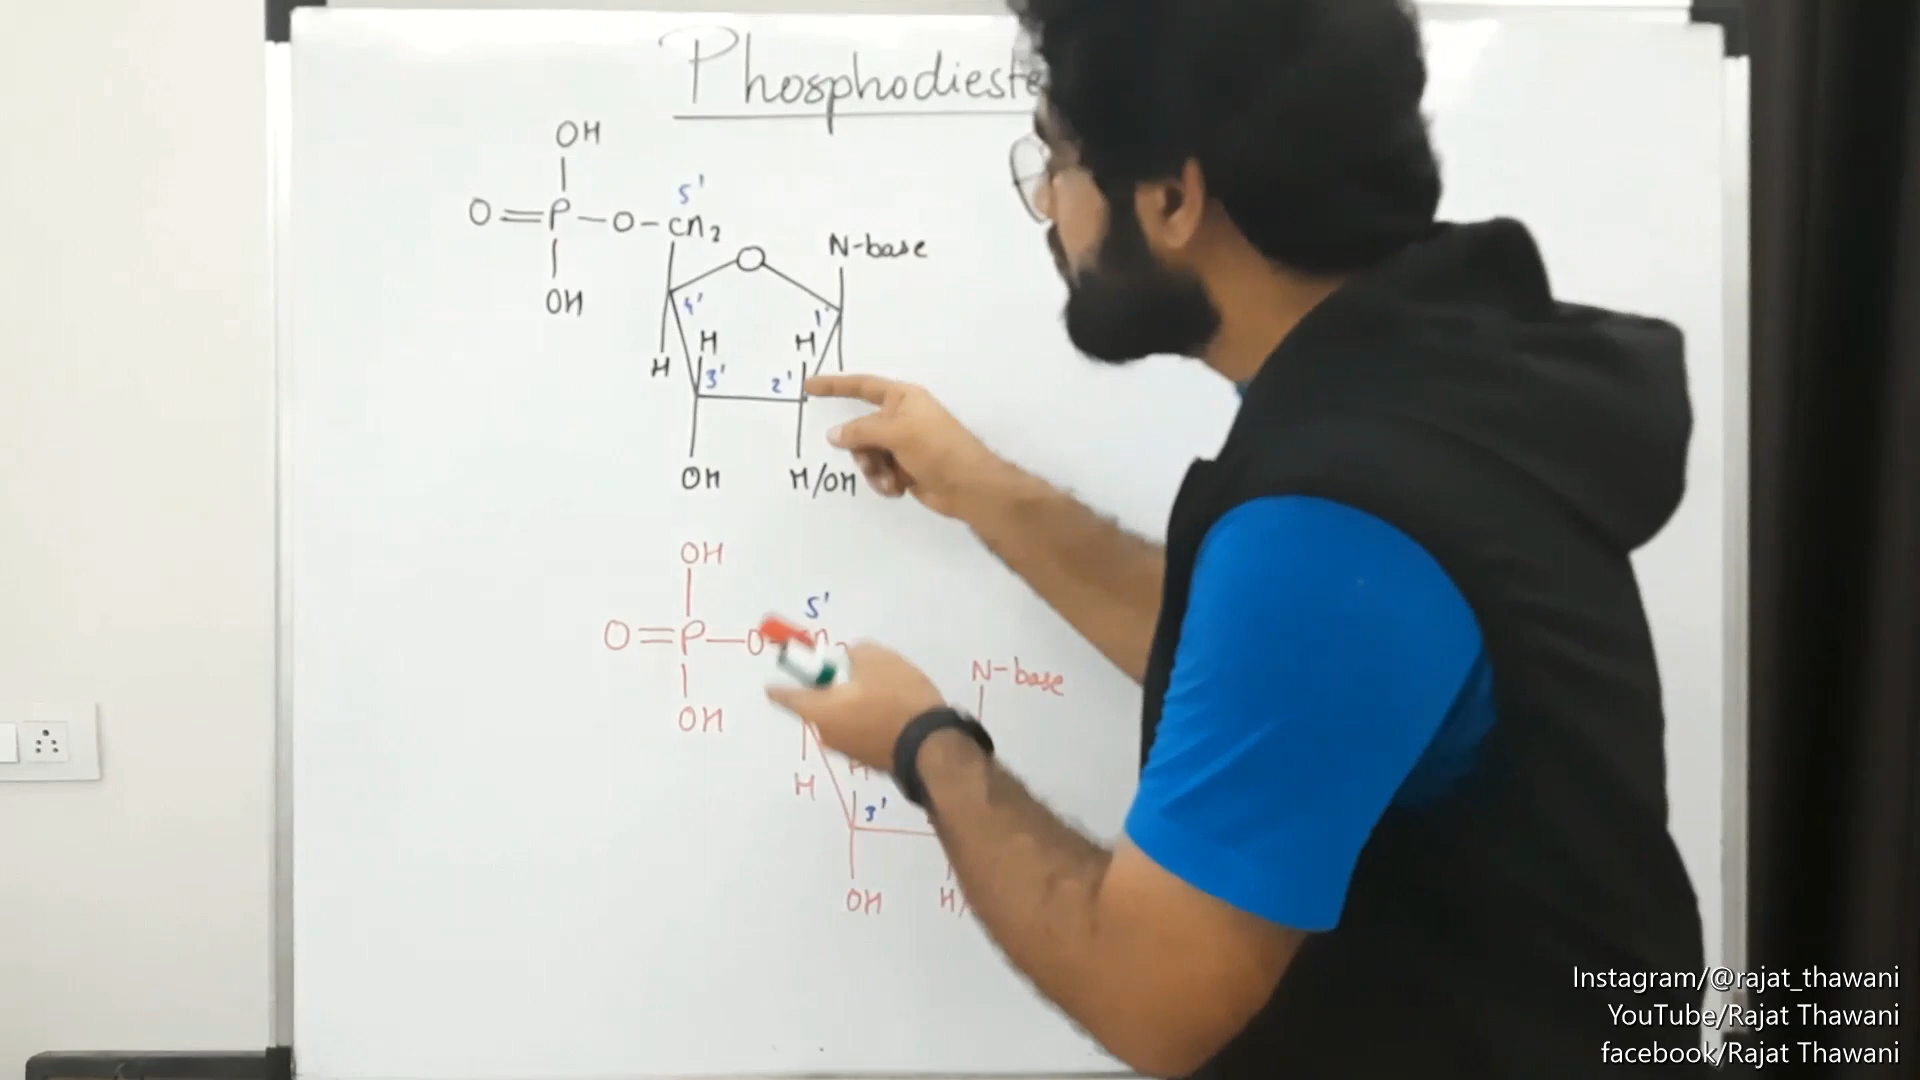 Phosphodieste
OH
5'
O=P-O-CH2
N-base
OH
4'
1'
H
H
H
3'
2'
OH
H/OH
OH
5'
O=P-O
N-base
OH
H
H
3'
OH
H/
Instagram/@rajat_thawani
YouTube/Rajat Thawani
facebook/Rajat Thawani